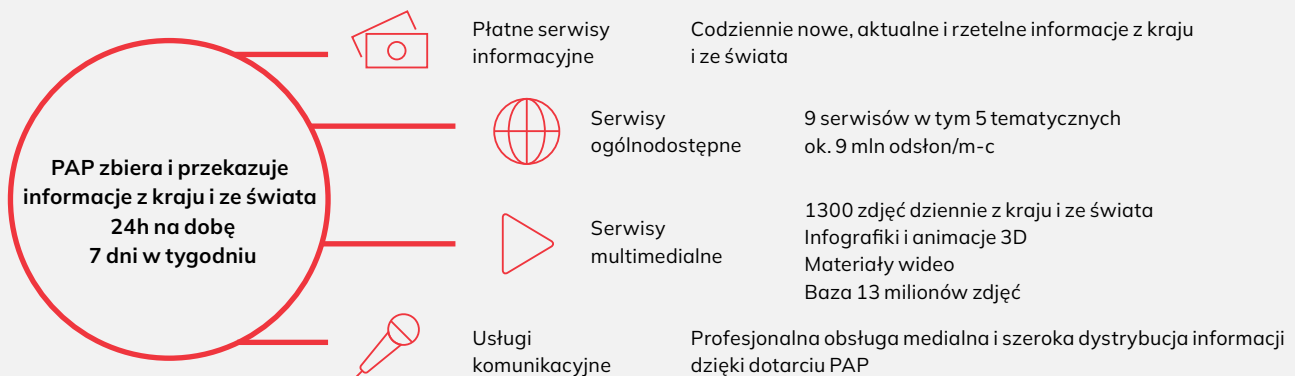 PAP zbiera i przekazuje
informacje z kraju i ze świata
24h na dobę
7 dni w tygodniu
Płatne serwisy
informacyjne
Codziennie nowe, aktualne i rzetelne informacje z kraju
i ze świata
Serwisy
ogólnodostępne
9 serwisów w tym 5 tematycznych
ok. 9 mln odsłon/m-c
Serwisy
multimedialne
1300 zdjęć dziennie z kraju i ze świata
Infografiki i animacje 3D
Materiały wideo
Baza 13 milionów zdjęć
Usługi
komunikacyjne
Profesjonalna obsługa medialna i szeroka dystrybucja informacji
dzięki dotarciu PAP